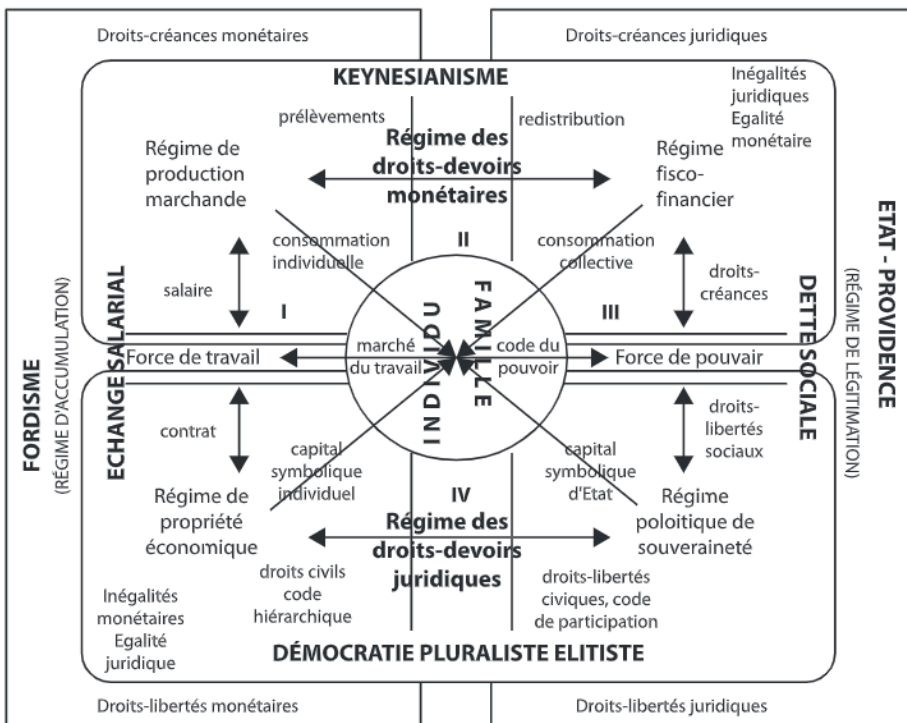 Droits-créances monétaires
Droits-créances juridiques
KEYNESIANISME
Inégalités
juridiques
Egalité
monétaire
prélèvements
redistribution
Régime de
production
marchande
Régime des
droits-devoirs
monétaires
Régime
fisco-
financier
consommation
individuelle
II
consommation
collective
salaire
I
III
droits-
créances
FORDISME
(RÉGIME D'ACCUMULATION)
ECHANGE SALARIAL
Force de travail
marché
du travail
INDIVIDU
FAMILLE
code du
pouvoir
Force de pouvair
DETTE SOCIALE
(RÉGIME DE LÉGITIMATION)
ETAT - PROVIDENCE
contrat
capital
symbolique
individuel
capital
symbolique
d'Etat
droits-
libertés
sociaux
IV
Régime de
propriété
économique
Régime des
droits-devoirs
juridiques
Régime
poloitique de
souveraineté
droits civils
code
hiérarchique
droits-libertés
civiques, code
de participation
Inégalités
monétaires
Egalité
juridique
DÉMOCRATIE PLURALISTE ELITISTE
Droits-libertés monétaires
Droits-libertés juridiques